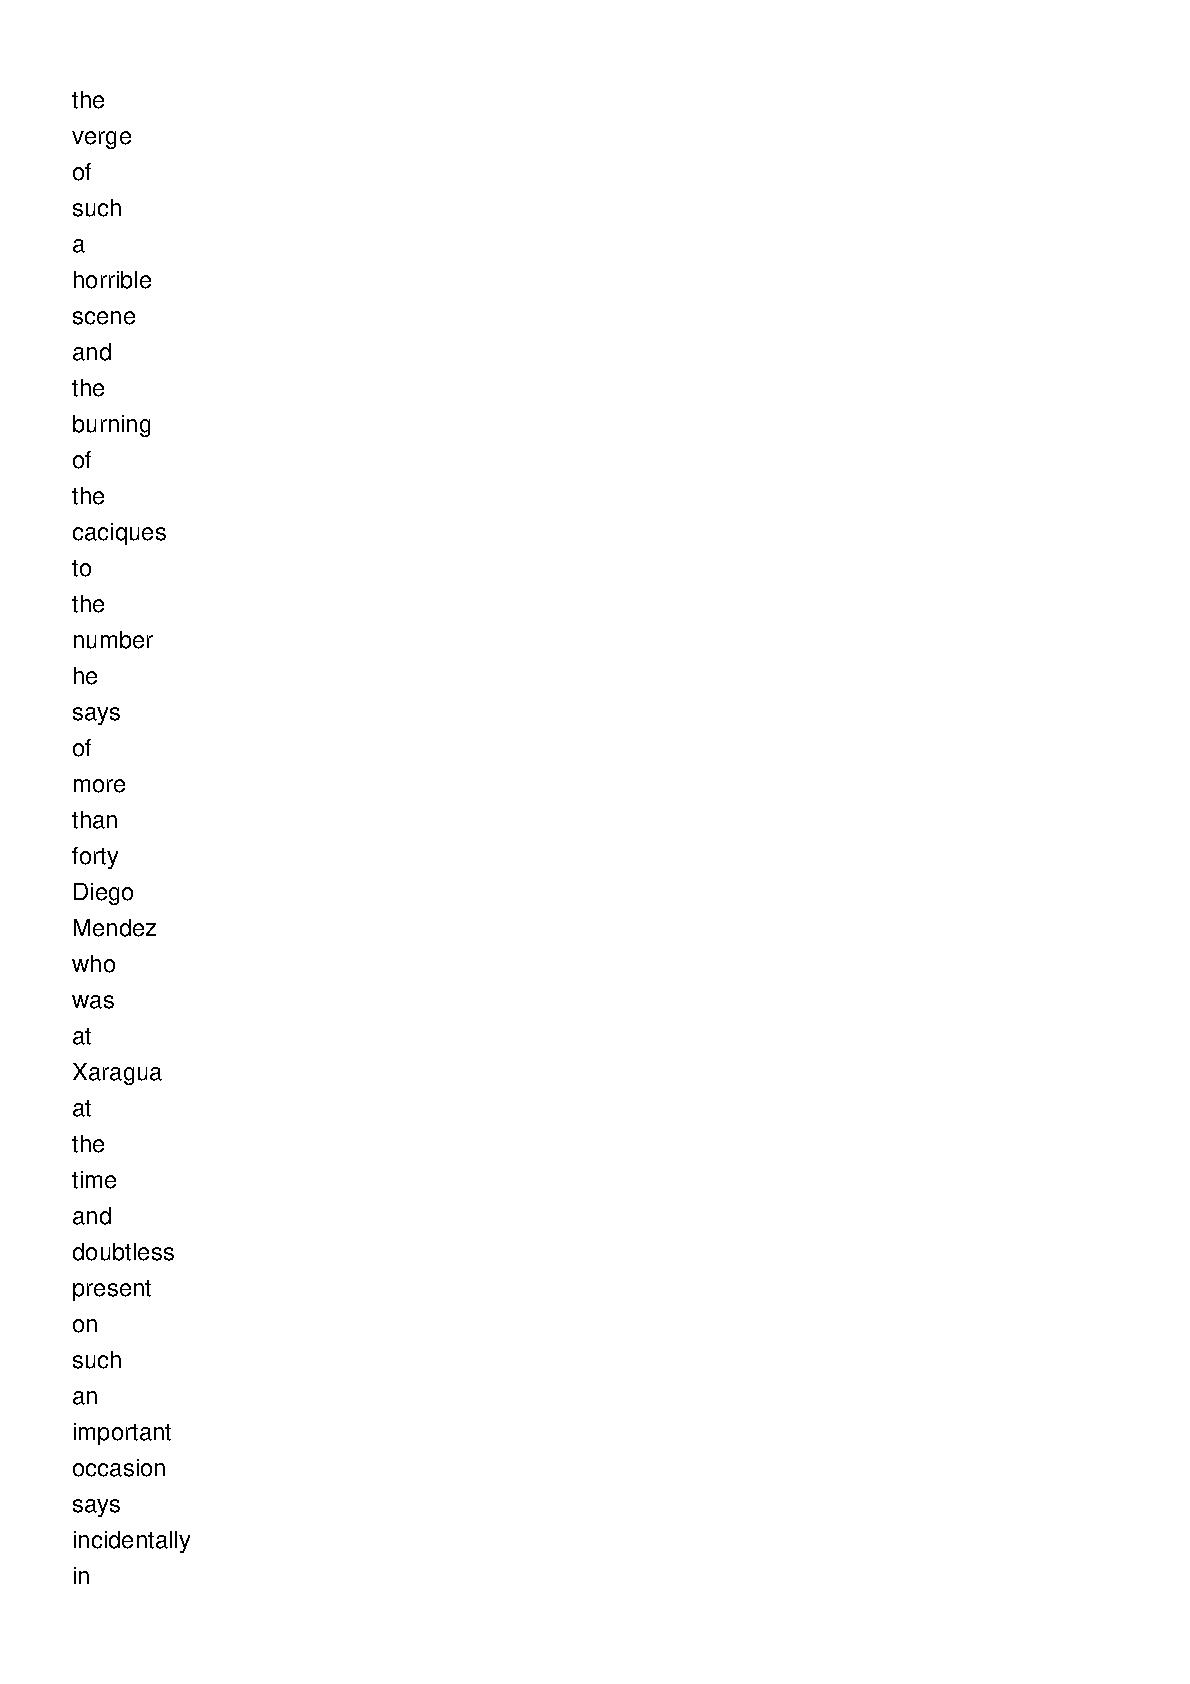 the
verge
of
such
a
horrible
scene
and
the
burning
of
the
caciques
to
the
number
he
says
of
more
than
forty
Diego
Mendez
who
was
at
Xaragua
at
the
time
and
doubtless
present
on
such
an
important
occasion
says
incidentally
in